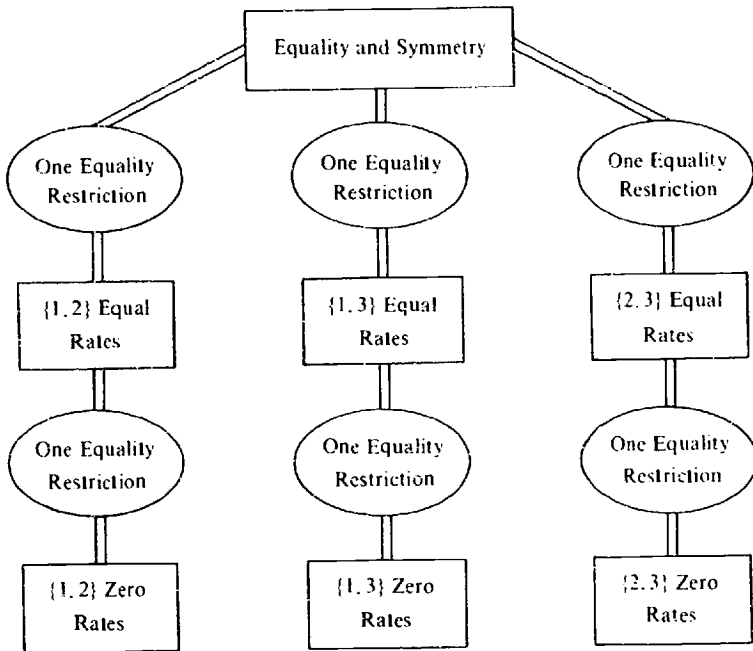 Equality and Symmetry
One Equality
Restriction
One Equality
Restriction
One Equality
Restriction
{1, 2} Equal
Rates
{1, 3} Equal
Rates
{2, 3} Equal
Rates
One Equality
Restriction
One Equality
Restriction
One Equality
Restriction
{1, 2} Zero
Rates
{1, 3} Zero
Rates
{2, 3} Zero
Rates